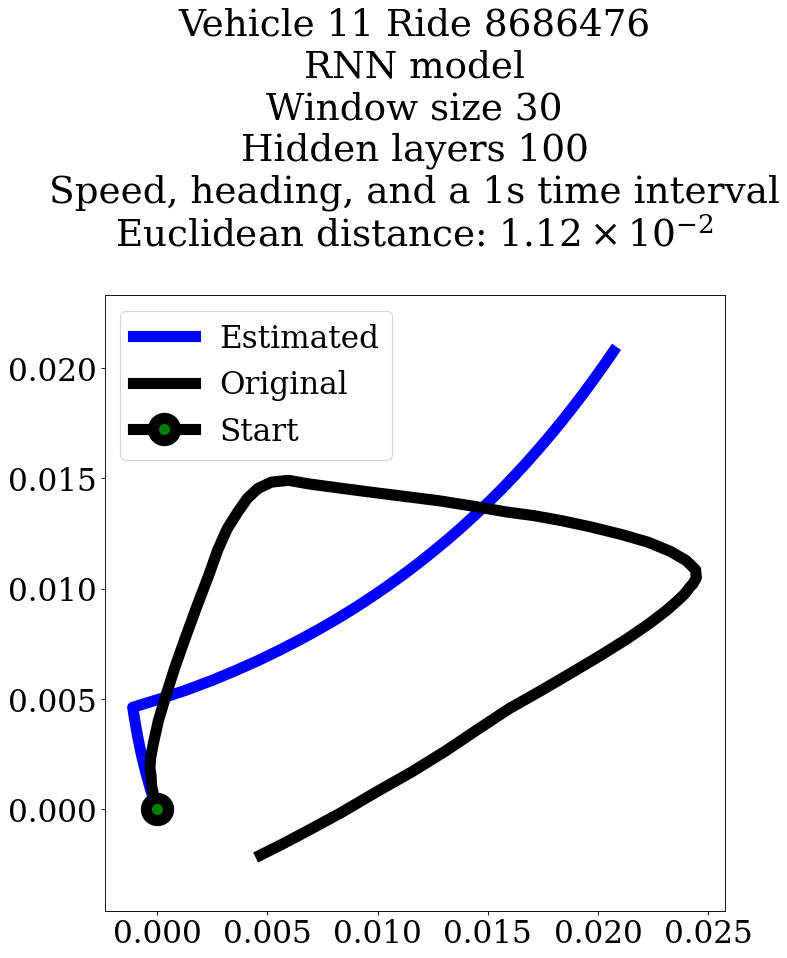 Vehicle 11 Ride 8686476
RNN model
Window size 30
Hidden layers 100
Speed, heading, and a 1s time interval
Euclidean distance: 1.12 × 10⁻²
Estimated
Original
Start
0.020
0.015
0.010
0.005
0.000
0.000 0.005 0.010 0.015 0.020 0.025